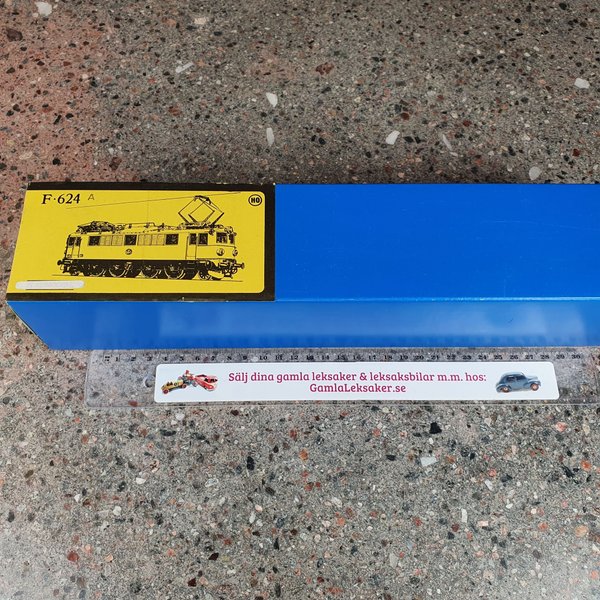 F·624 A
HO
Sälj dina gamla leksaker & leksaksbilar m.m. hos:
GamlaLeksaker.se